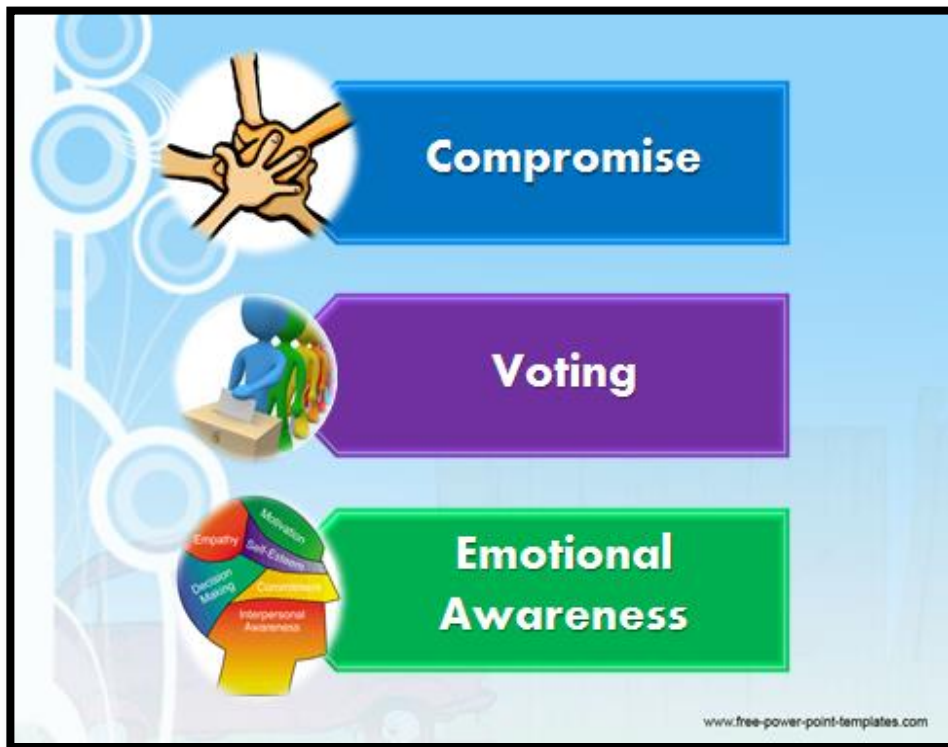 Compromise
Voting
Motivation
Empathy
Self-Esteem
Decision
Making
Commitment
Interpersonal
Awareness
Emotional
Awareness
www.free-power-point-templates.com